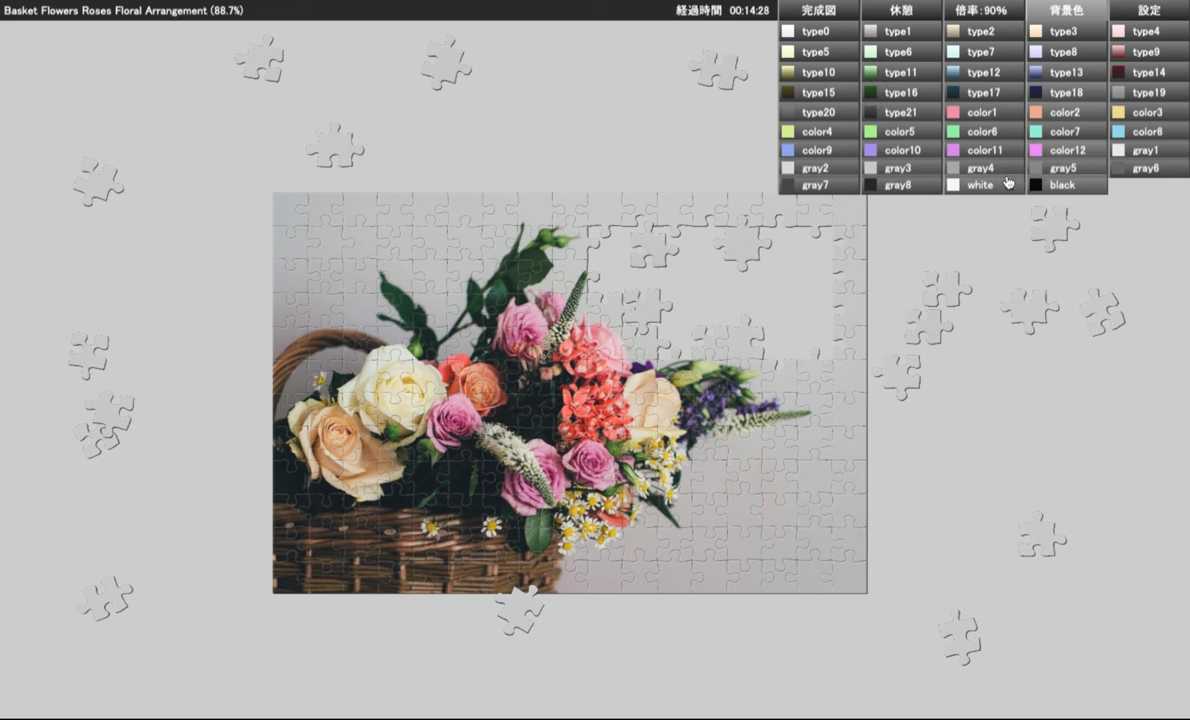 Basket Flowers Roses Floral Arrangement (88.7%) 経過時間 00:14:28 完成図 休憩 倍率:90% 背景色 設定
type0 type1 type2 type3 type4
type5 type6 type7 type8 type9
type10 type11 type12 type13 type14
type15 type16 type17 type18 type19
type20 type21 color1 color2 color3
color4 color5 color6 color7 color8
color9 color10 color11 color12 gray1
gray2 gray3 gray4 gray5 gray6
gray7 gray8 white black